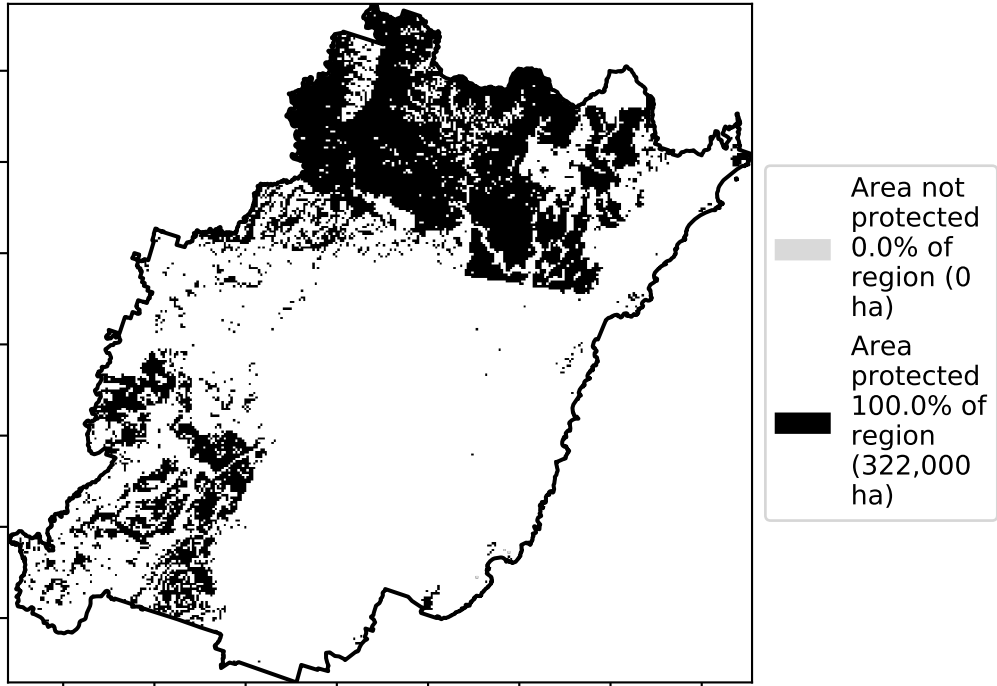 Area not
protected
0.0% of
region (0
ha)
Area
protected
100.0% of
region
(322,000
ha)